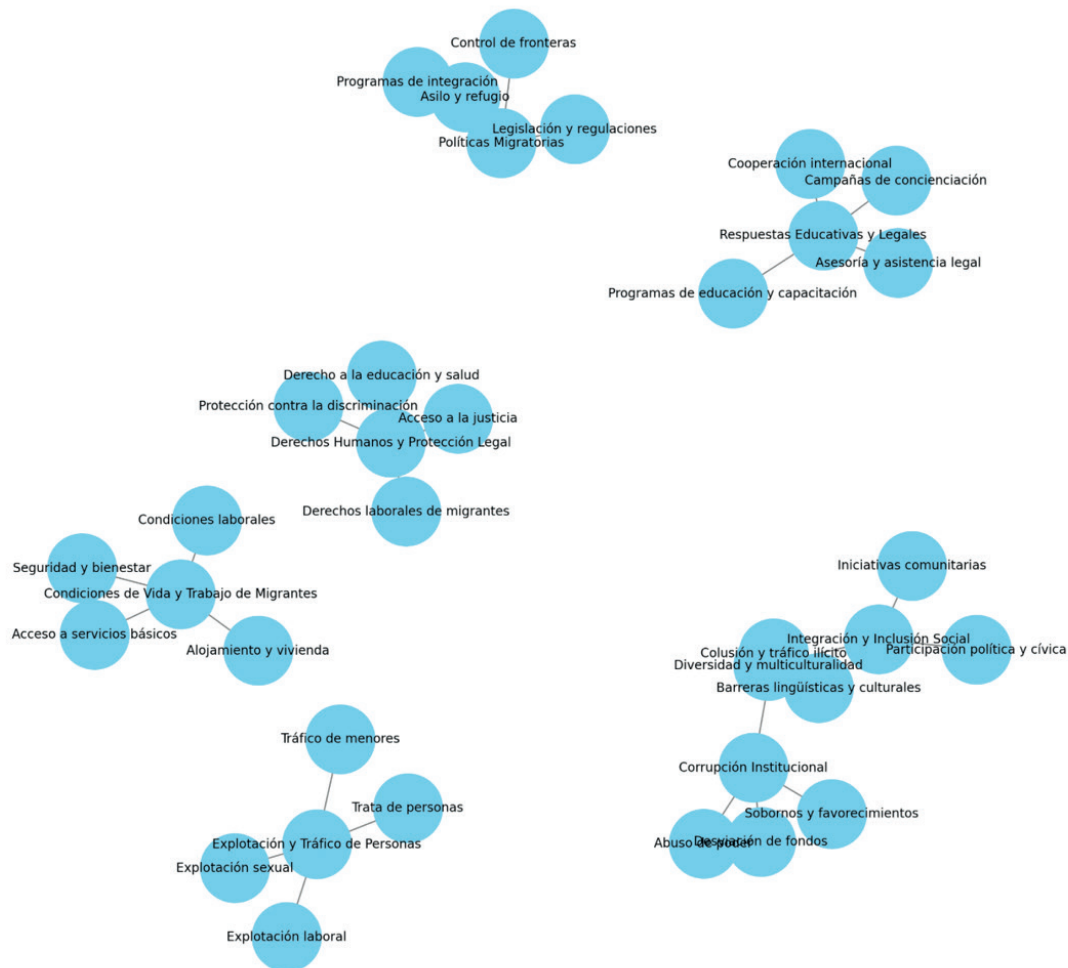 Control de fronteras
Programas de integración
Asilo y refugio
Legislación y regulaciones
Políticas Migratorias
Cooperación internacional
Campañas de concienciación
Respuestas Educativas y Legales
Asesoría y asistencia legal
Programas de educación y capacitación
Derecho a la educación y salud
Protección contra la discriminación
Acceso a la justicia
Derechos Humanos y Protección Legal
Derechos laborales de migrantes
Condiciones laborales
Seguridad y bienestar
Condiciones de Vida y Trabajo de Migrantes
Acceso a servicios básicos
Alojamiento y vivienda
Iniciativas comunitarias
Integración y Inclusión Social
Colusión y tráfico ilícito
Participación política y cívica
Diversidad y multiculturalidad
Barreras lingüísticas y culturales
Corrupción Institucional
Sobornos y favorecimientos
Abuso de poder
Desviación de fondos
Tráfico de menores
Trata de personas
Explotación y Tráfico de Personas
Explotación sexual
Explotación laboral